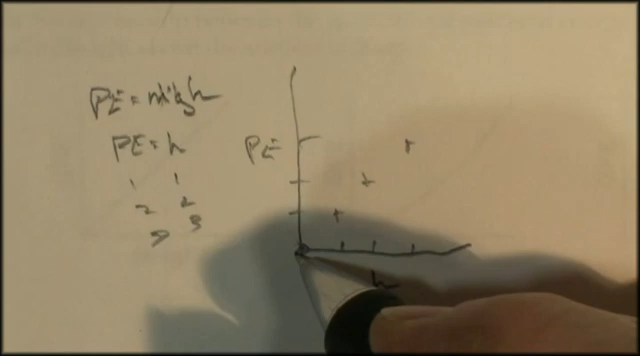 PE = mgh
PE = h
1 1
2 2
3 3
PE
h